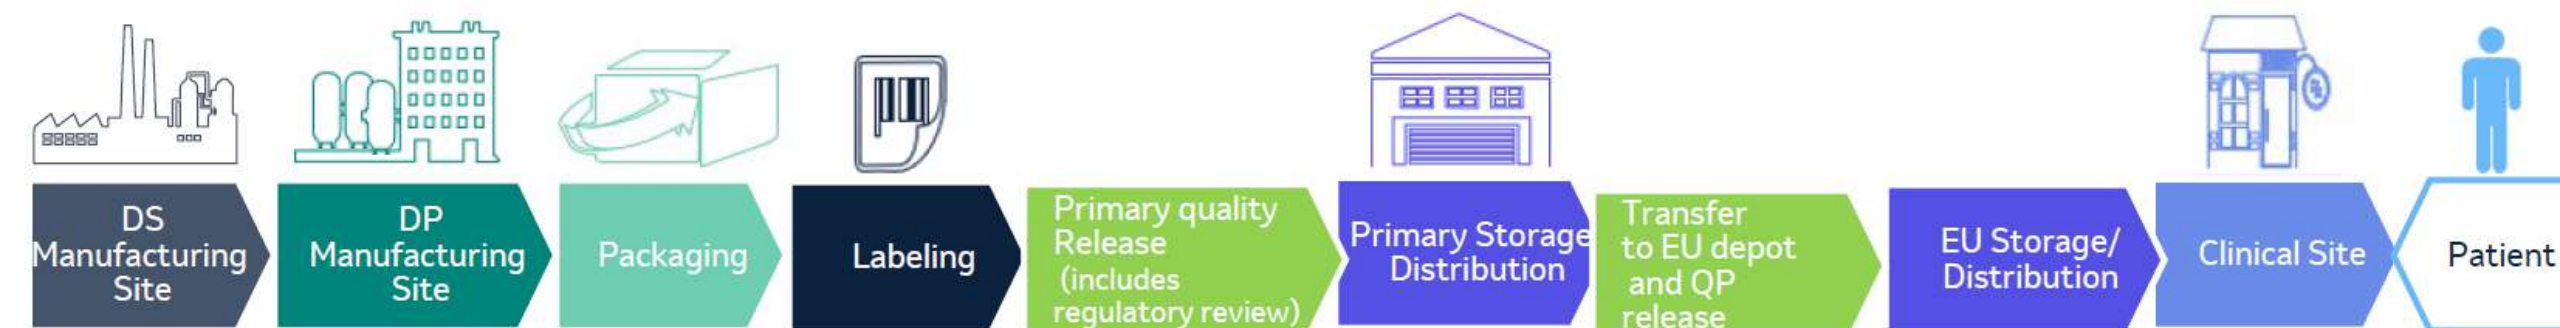 DS
Manufacturing
Site
DP
Manufacturing
Site
Packaging
Labeling
Primary quality
Release
(includes
regulatory review)
Primary Storage
Distribution
Transfer
to EU depot
and QP
release
EU Storage/
Distribution
Clinical Site
Patient